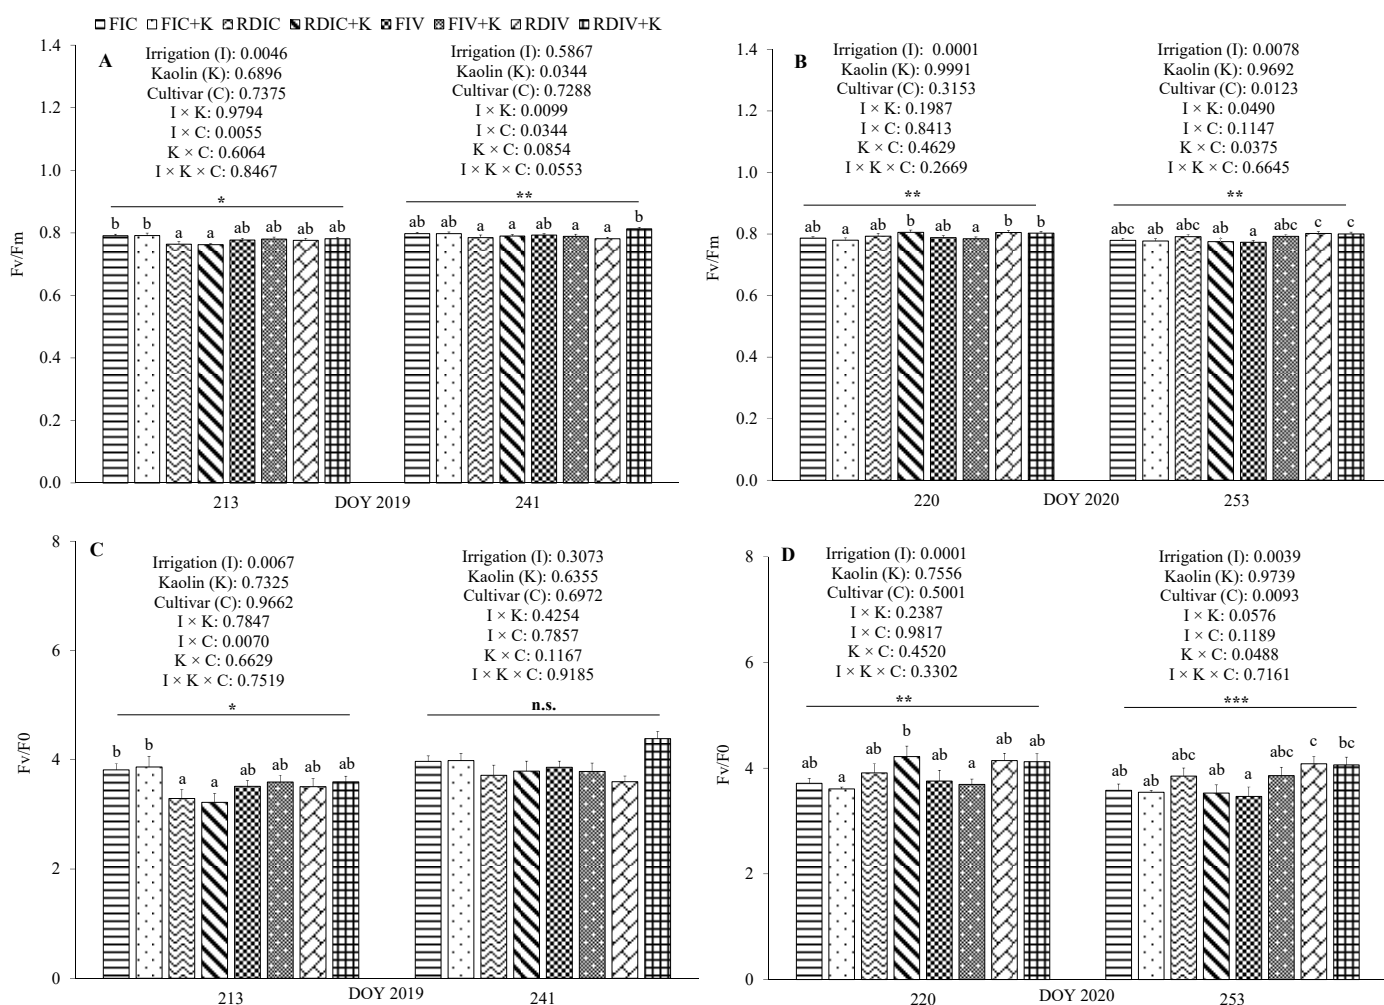 FIC FIC+K RDIC RDIC+K FIV FIV+K RDIV RDIV+K
A
Fv/Fm
1.4
1.2
1.0
0.8
0.6
0.4
0.2
0.0
Irrigation (I): 0.0046
Kaolin (K): 0.6896
Cultivar (C): 0.7375
I × K: 0.9794
I × C: 0.0055
K × C: 0.6064
I × K × C: 0.8467
*
b b a a ab ab ab ab
Irrigation (I): 0.5867
Kaolin (K): 0.0344
Cultivar (C): 0.7288
I × K: 0.0099
I × C: 0.0344
K × C: 0.0854
I × K × C: 0.0553
**
ab ab a a ab a a b
213 DOY 2019 241
B
Fv/Fm
1.4
1.2
1.0
0.8
0.6
0.4
0.2
0.0
Irrigation (I): 0.0001
Kaolin (K): 0.9991
Cultivar (C): 0.3153
I × K: 0.1987
I × C: 0.8413
K × C: 0.4629
I × K × C: 0.2669
**
ab a ab b ab a b b
Irrigation (I): 0.0078
Kaolin (K): 0.9692
Cultivar (C): 0.0123
I × K: 0.0490
I × C: 0.1147
K × C: 0.0375
I × K × C: 0.6645
**
abc ab abc ab a abc c c
220 DOY 2020 253
C
Fv/F0
8
6
4
2
0
Irrigation (I): 0.0067
Kaolin (K): 0.7325
Cultivar (C): 0.9662
I × K: 0.7847
I × C: 0.0070
K × C: 0.6629
I × K × C: 0.7519
*
b b a a ab ab ab ab
Irrigation (I): 0.3073
Kaolin (K): 0.6355
Cultivar (C): 0.6972
I × K: 0.4254
I × C: 0.7857
K × C: 0.1167
I × K × C: 0.9185
n.s.
213 DOY 2019 241
D
Fv/F0
8
6
4
2
0
Irrigation (I): 0.0001
Kaolin (K): 0.7556
Cultivar (C): 0.5001
I × K: 0.2387
I × C: 0.9817
K × C: 0.4520
I × K × C: 0.3302
**
ab a ab b ab a ab ab
Irrigation (I): 0.0039
Kaolin (K): 0.9739
Cultivar (C): 0.0093
I × K: 0.0576
I × C: 0.1189
K × C: 0.0488
I × K × C: 0.7161
***
ab ab abc ab a abc c bc
220 DOY 2020 253